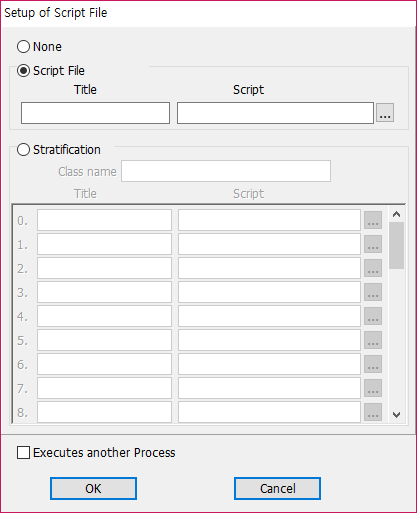 Setup of Script File
None
Script File
Title Script
...
Stratification
Class name
Title Script
0. ...
1. ...
2. ...
3. ...
4. ...
5. ...
6. ...
7. ...
8. ...
Executes another Process
OK Cancel